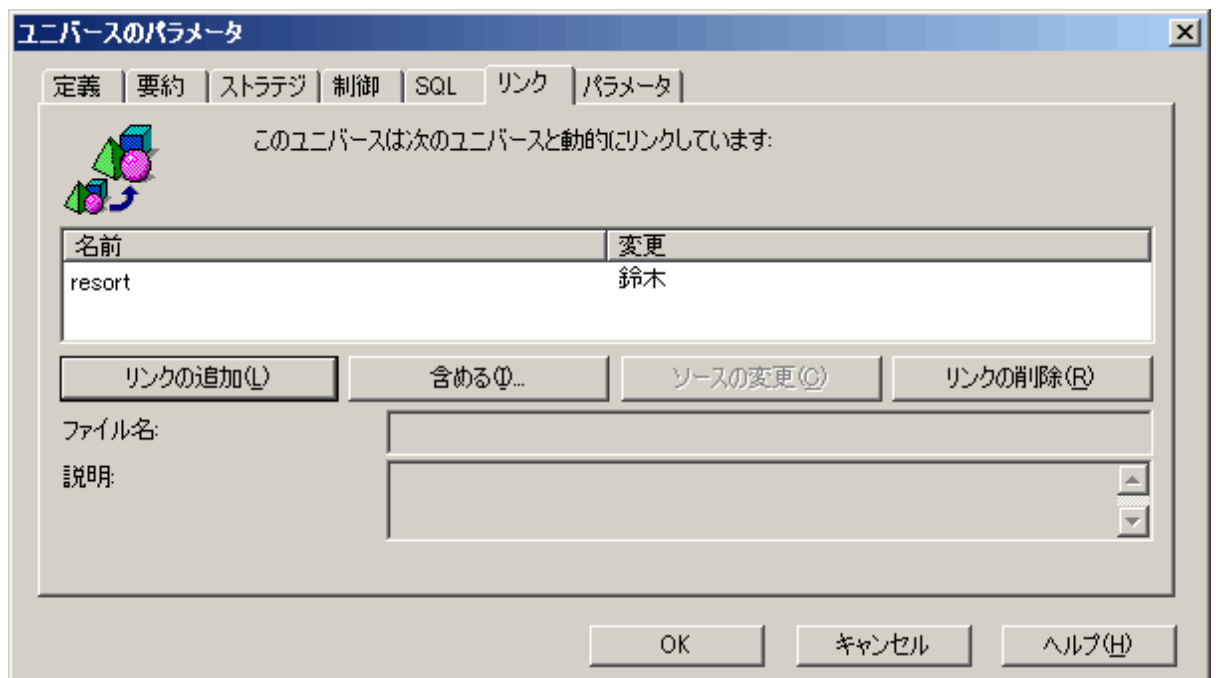 ユニバースのパラメータ
定義 要約 ストラテジ 制御 SQL リンク パラメータ
このユニバースは次のユニバースと動的にリンクしています:
名前 変更
resort 鈴木
リンクの追加(L) 含める(I)... ソースの変更(C) リンクの削除(R)
ファイル名:
説明:
OK キャンセル ヘルプ(H)